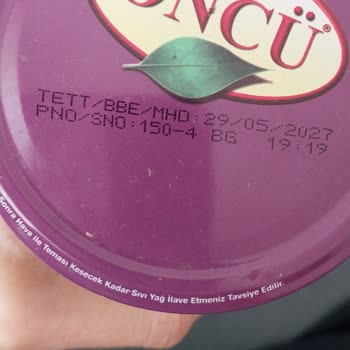 ÖNCÜ®
TETT/BBE/MHD:29/05/2027
PNO/SNO:150-4 BG 19:19
Sonra Hava ile Teması Kesecek Kadar Sıvı Yağ İlave Etmeniz Tavsiye Edilir.